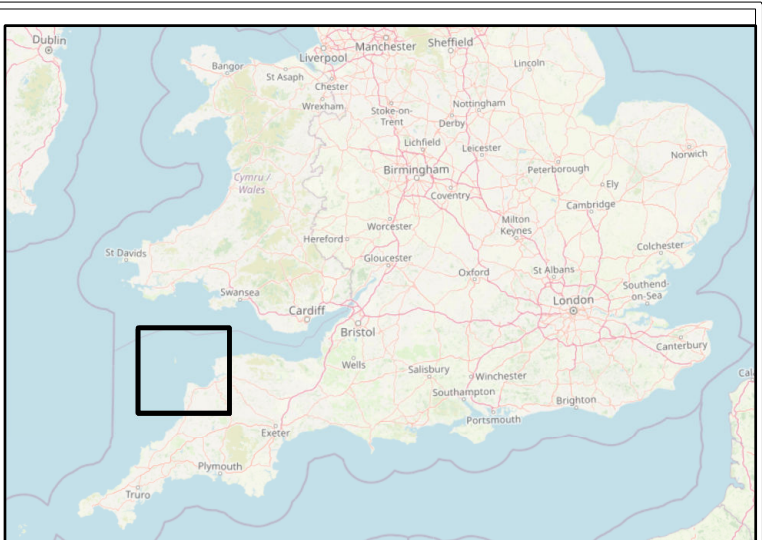 Dublin
Manchester
Sheffield
Liverpool
Bangor
St Asaph
Lincoln
Chester
Wrexham
Stoke-on-
Trent
Nottingham
Derby
Lichfield
Leicester
Norwich
Birmingham
Peterborough
Cymru /
Wales
Ely
Coventry
Cambridge
Worcester
Milton
Keynes
Hereford
Colchester
St Davids
Gloucester
Oxford
St Albans
Southend
-on-Sea
Swansea
London
Cardiff
Bristol
Canterbury
Wells
Salisbury
Winchester
Cal
Southampton
Brighton
Portsmouth
Exeter
Plymouth
Truro